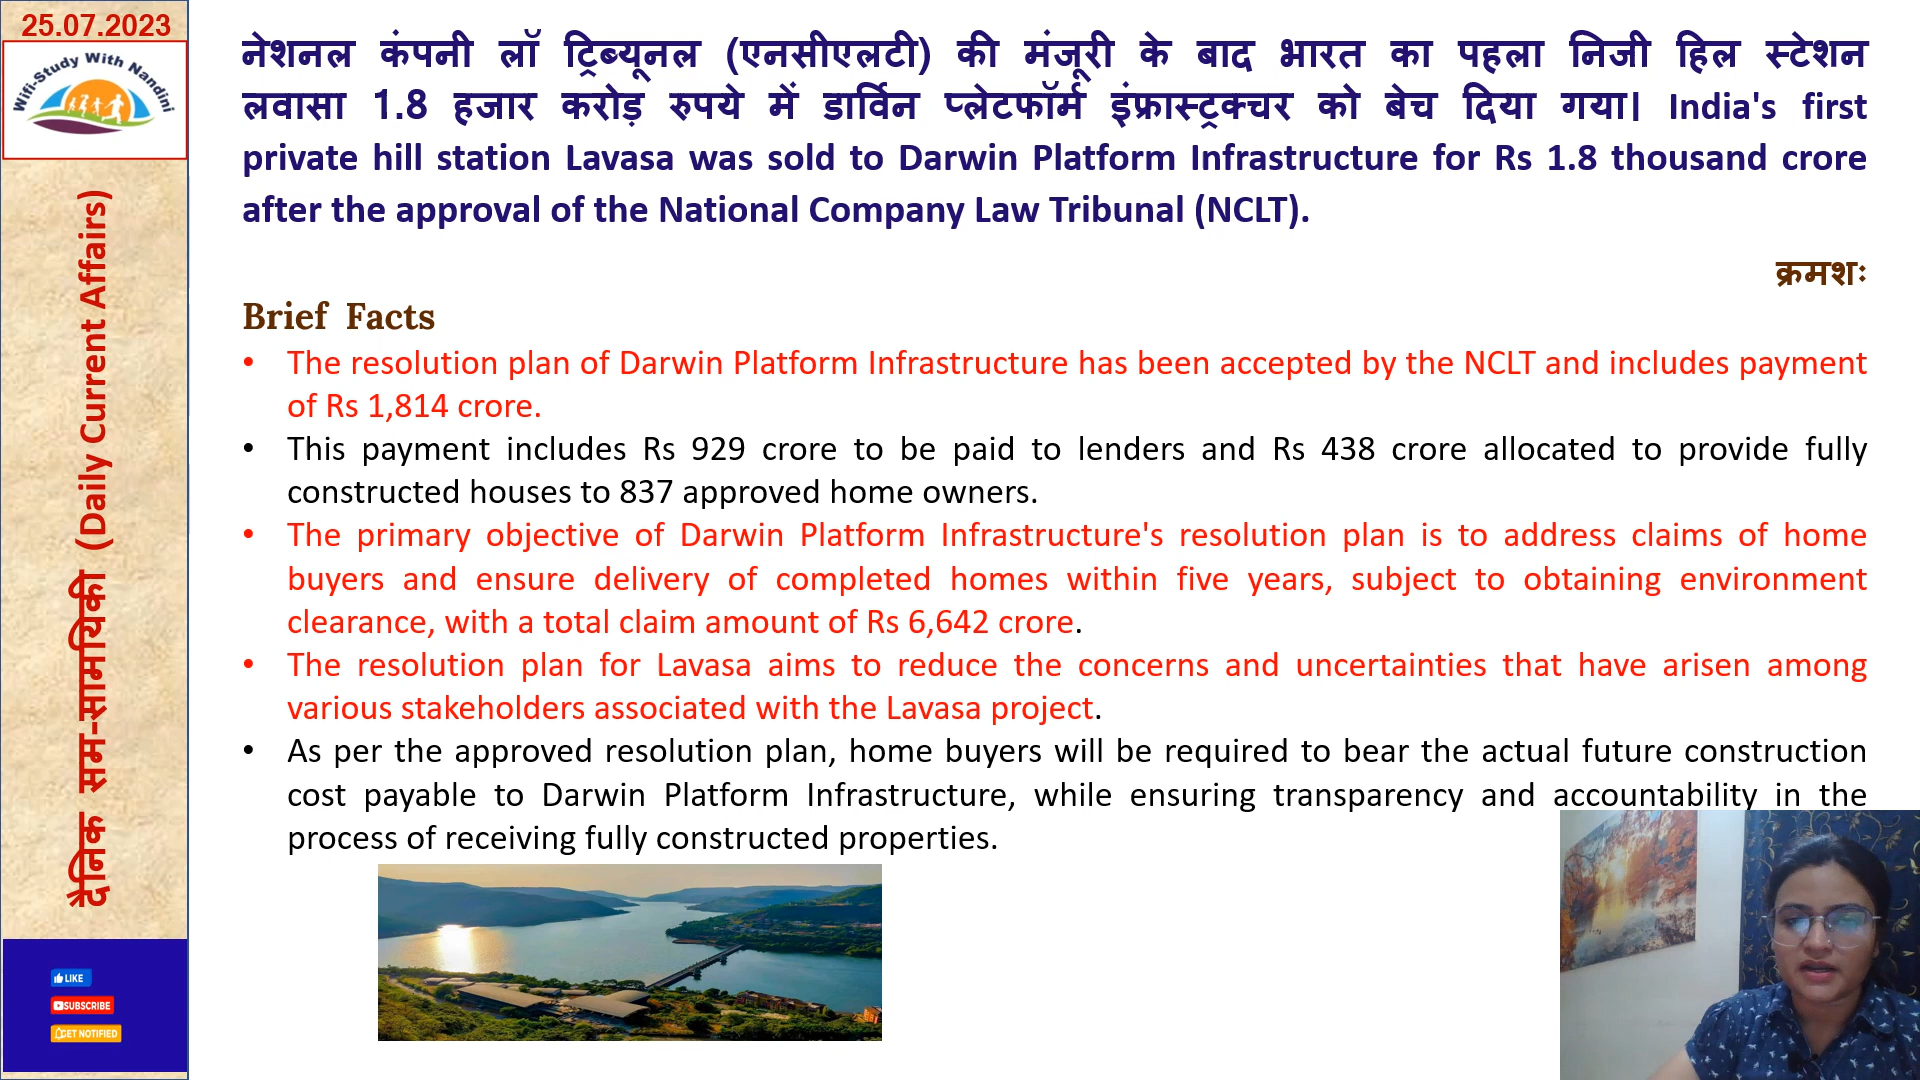 25.07.2023
Wifi-Study With Nandini
दैनिक सम-सामयिकी (Daily Current Affairs)
LIKE
SUBSCRIBE
GET NOTIFIED
नेशनल कंपनी लॉ ट्रिब्यूनल (एनसीएलटी) की मंजूरी के बाद भारत का पहला निजी हिल स्टेशन
लवासा 1.8 हजार करोड़ रुपये में डार्विन प्लेटफॉर्म इंफ्रास्ट्रक्चर को बेच दिया गया| India's first
private hill station Lavasa was sold to Darwin Platform Infrastructure for Rs 1.8 thousand crore
after the approval of the National Company Law Tribunal (NCLT).
क्रमशः
Brief Facts
• The resolution plan of Darwin Platform Infrastructure has been accepted by the NCLT and includes payment
of Rs 1,814 crore.
• This payment includes Rs 929 crore to be paid to lenders and Rs 438 crore allocated to provide fully
constructed houses to 837 approved home owners.
• The primary objective of Darwin Platform Infrastructure's resolution plan is to address claims of home
buyers and ensure delivery of completed homes within five years, subject to obtaining environment
clearance, with a total claim amount of Rs 6,642 crore.
• The resolution plan for Lavasa aims to reduce the concerns and uncertainties that have arisen among
various stakeholders associated with the Lavasa project.
• As per the approved resolution plan, home buyers will be required to bear the actual future construction
cost payable to Darwin Platform Infrastructure, while ensuring transparency and accountability in the
process of receiving fully constructed properties.